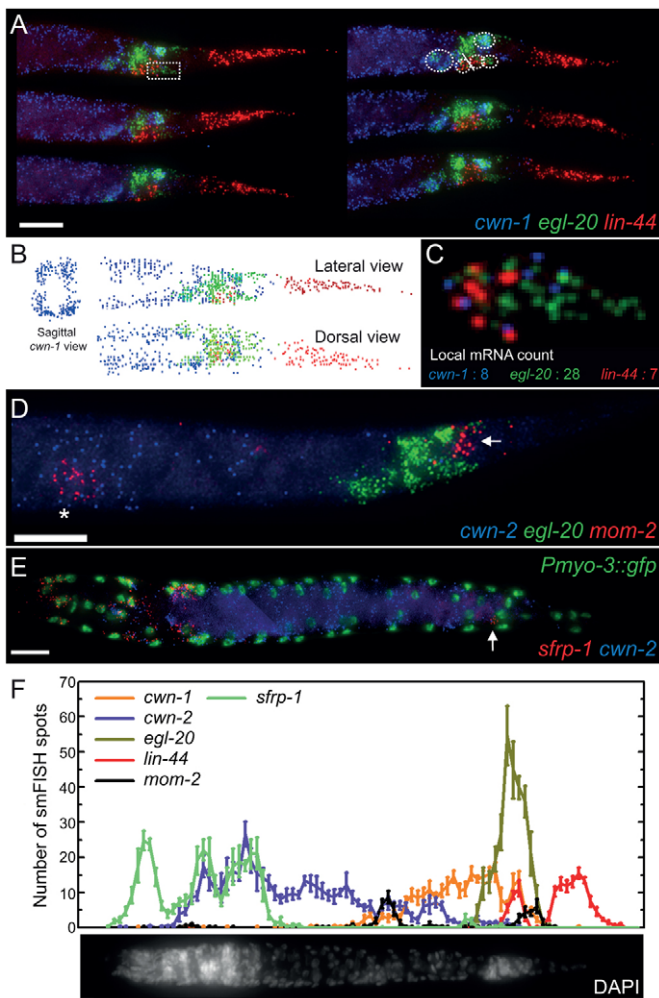 A
cwn-1 egl-20 lin-44
B
Lateral view
Sagittal
cwn-1 view
Dorsal view
C
Local mRNA count
cwn-1 : 8 egl-20 : 28 lin-44 : 7
D
*
cwn-2 egl-20 mom-2
E
Pmyo-3::gfp
sfrp-1 cwn-2
F
Number of smFISH spots
70
60
50
40
30
20
10
0
cwn-1 sfrp-1
cwn-2
egl-20
lin-44
mom-2
DAPI